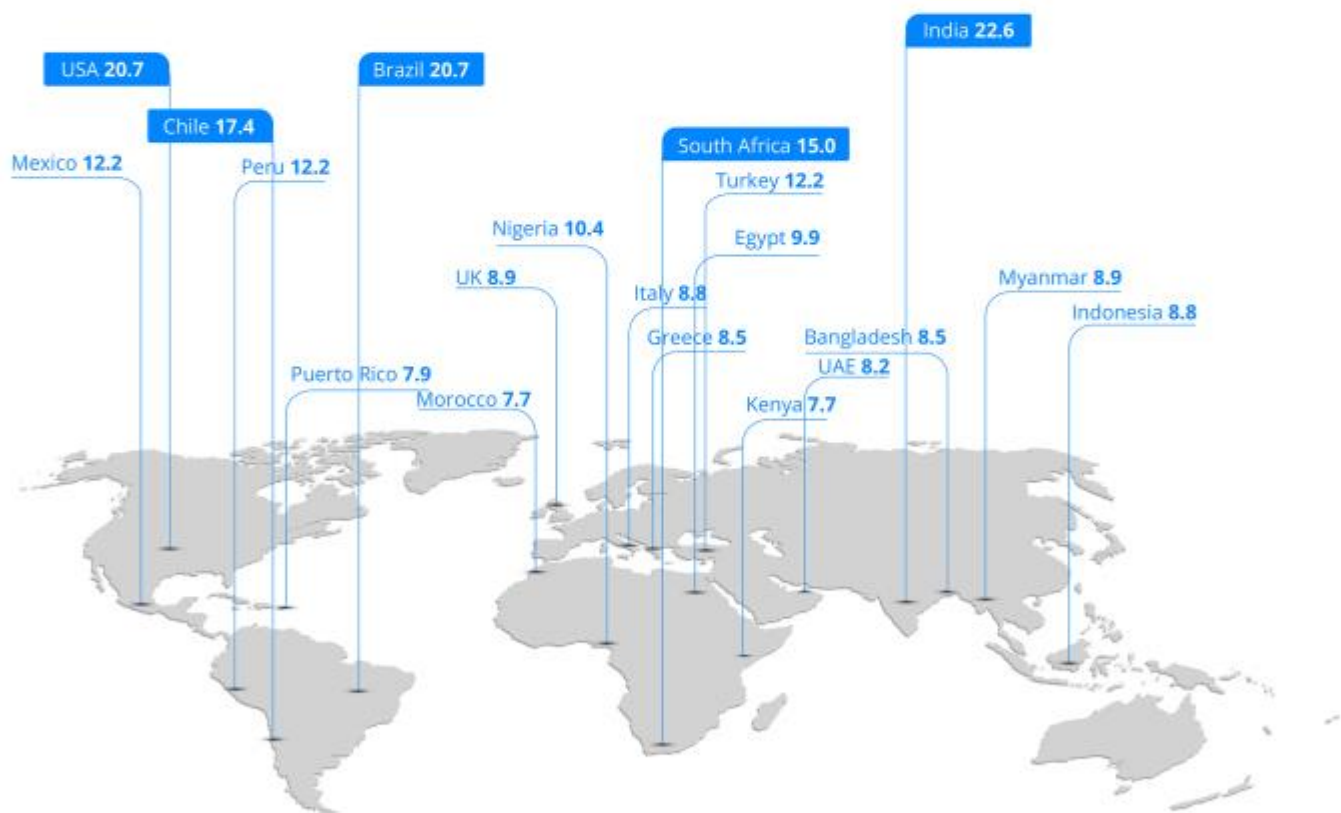 India 22.6
USA 20.7
Brazil 20.7
Chile 17.4
South Africa 15.0
Mexico 12.2
Peru 12.2
Turkey 12.2
Nigeria 10.4
Egypt 9.9
UK 8.9
Myanmar 8.9
Italy 8.8
Indonesia 8.8
Greece 8.5
Bangladesh 8.5
UAE 8.2
Puerto Rico 7.9
Morocco 7.7
Kenya 7.7